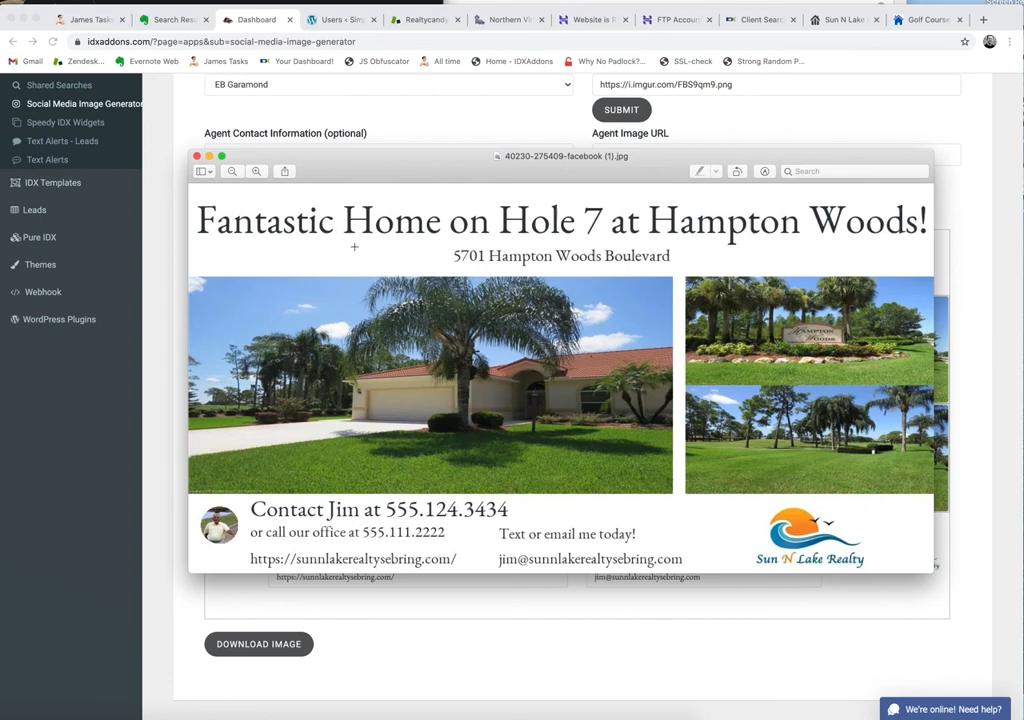 Screen Re
James Tasks
Search Resu
Dashboard
Users ‹ Sim
Realtycandy
Northern Vi
Website is R
FTP Accoun
Client Searc
Sun N Lake
Golf Course
idxaddons.com/?page=apps&sub=social-media-image-generator
Gmail
Zendesk...
Evernote Web
James Tasks
Your Dashboard!
JS Obfuscator
All time
Home - IDXAddons
Why No Padlock?...
SSL-check
Strong Random P...
Shared Searches
Social Media Image Generator
Speedy IDX Widgets
Text Alerts - Leads
Text Alerts
IDX Templates
Leads
Pure IDX
Themes
Webhook
WordPress Plugins
EB Garamond
https://i.imgur.com/FBS9qm9.png
SUBMIT
Agent Contact Information (optional)
Agent Image URL
40230-275409-facebook (1).jpg
Search
Fantastic Home on Hole 7 at Hampton Woods!
5701 Hampton Woods Boulevard
HAMPTON
WOODS
Contact Jim at 555.124.3434
or call our office at 555.111.2222
Text or email me today!
https://sunnlakerealtysebring.com/
jim@sunnlakerealtysebring.com
Sun N Lake Realty
https://sunnlakerealtysebring.com/
jim@sunnlakerealtysebring.com
DOWNLOAD IMAGE
We're online! Need help?